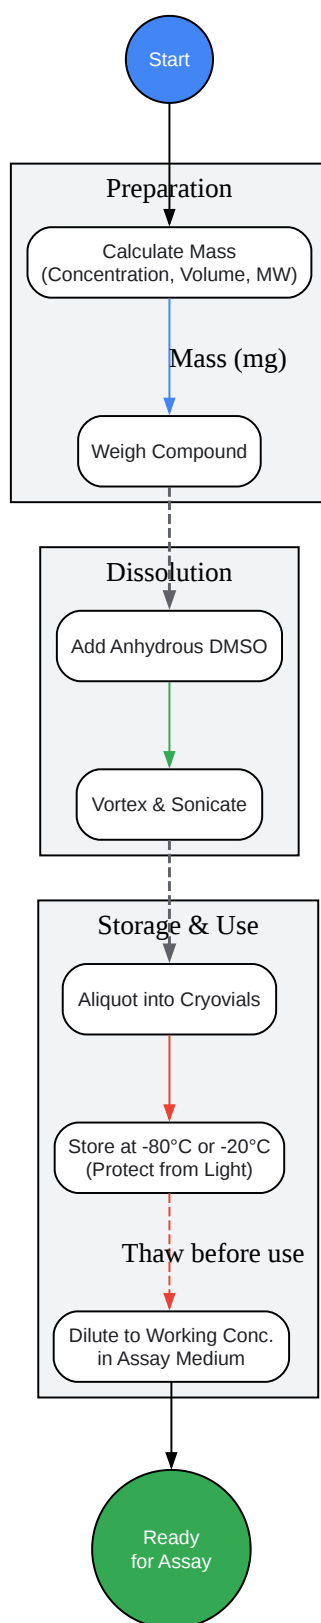 Start
Preparation
Calculate Mass
(Concentration, Volume, MW)
Mass (mg)
Weigh Compound
Dissolution
Add Anhydrous DMSO
Vortex & Sonicate
Storage & Use
Aliquot into Cryovials
Store at -80°C or -20°C
(Protect from Light)
Thaw before use
Dilute to Working Conc.
in Assay Medium
Ready
for Assay